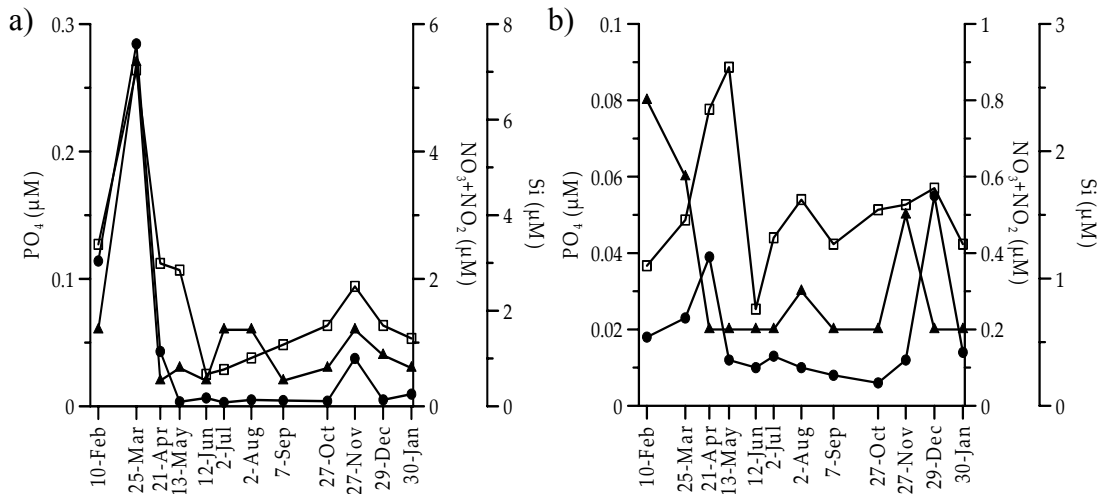 a)
0.3
0.2
0.1
0
PO4 (µM)
6
4
2
0
NO3+NO2 (µM)
8
6
4
2
0
Si (µM)
10-Feb
25-Mar
21-Apr
13-May
12-Jun
2-Jul
2-Aug
7-Sep
27-Oct
27-Nov
29-Dec
30-Jan
b)
0.1
0.08
0.06
0.04
0.02
0
PO4 (µM)
1
0.8
0.6
0.4
0.2
0
NO3+NO2 (µM)
3
2
1
0
Si (µM)
10-Feb
25-Mar
21-Apr
13-May
12-Jun
2-Jul
2-Aug
7-Sep
27-Oct
27-Nov
29-Dec
30-Jan